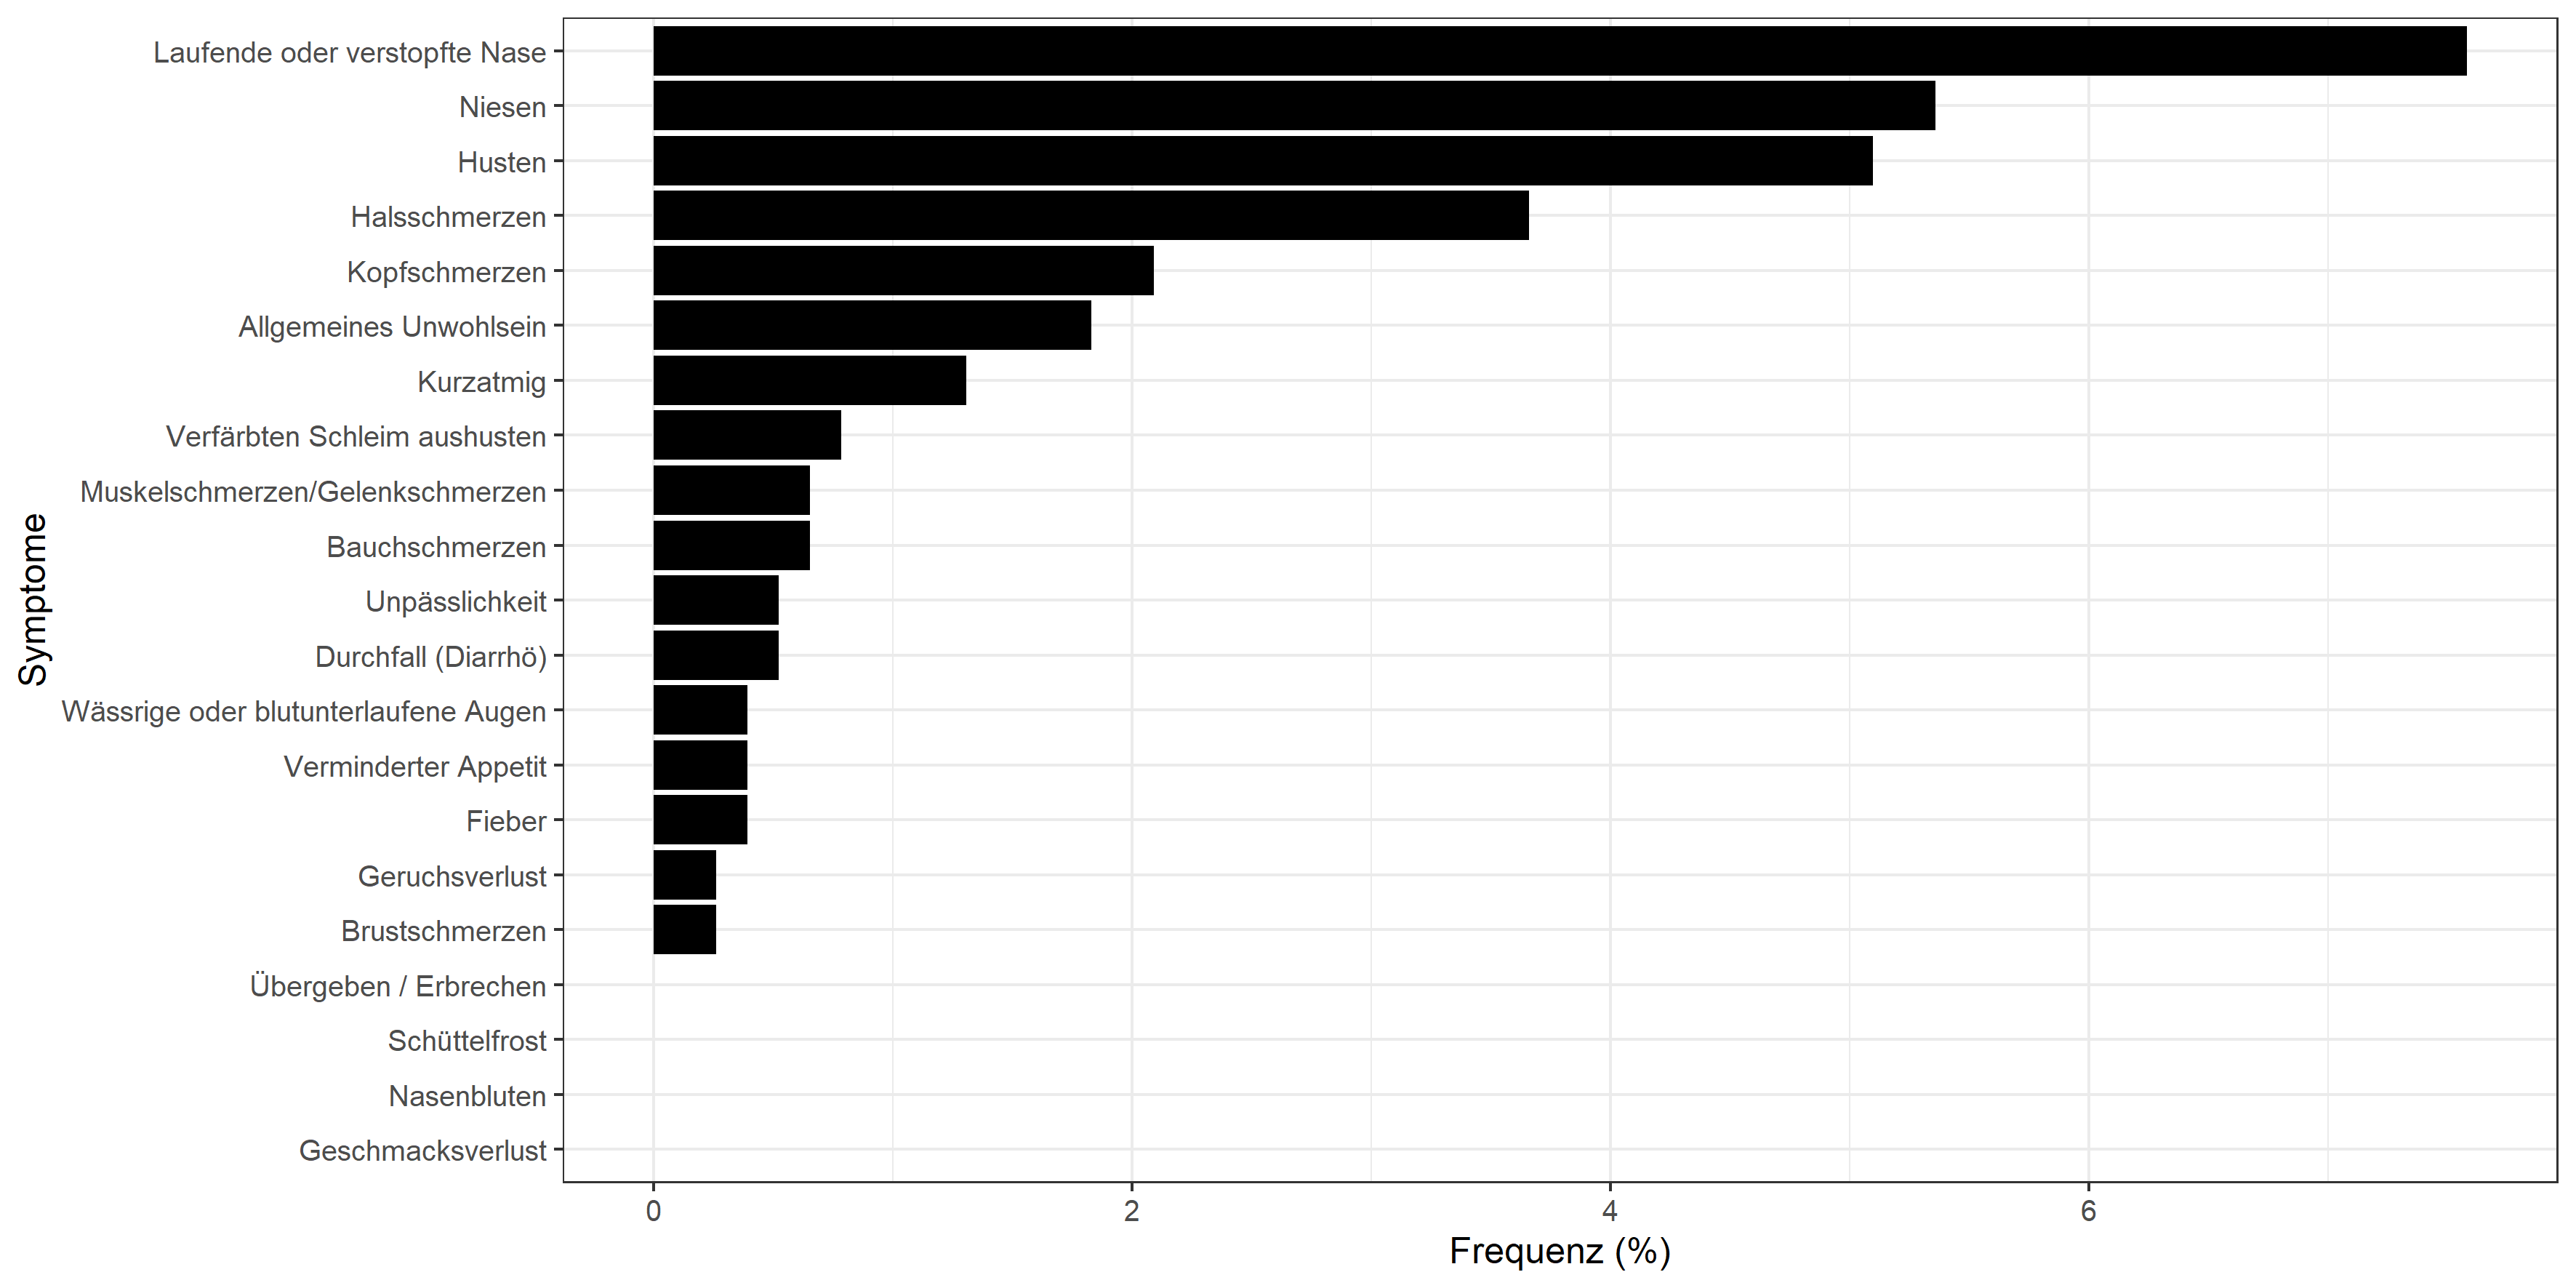 Laufende oder verstopfte Nase
Niesen
Husten
Halsschmerzen
Kopfschmerzen
Allgemeines Unwohlsein
Kurzatmig
Verfärbten Schleim aushusten
Muskelschmerzen/Gelenkschmerzen
Bauchschmerzen
Unpässlichkeit
Durchfall (Diarrhö)
Wässrige oder blutunterlaufene Augen
Verminderter Appetit
Fieber
Geruchsverlust
Brustschmerzen
Übergeben / Erbrechen
Schüttelfrost
Nasenbluten
Geschmacksverlust
Symptome
0 2 4 6
Frequenz (%)